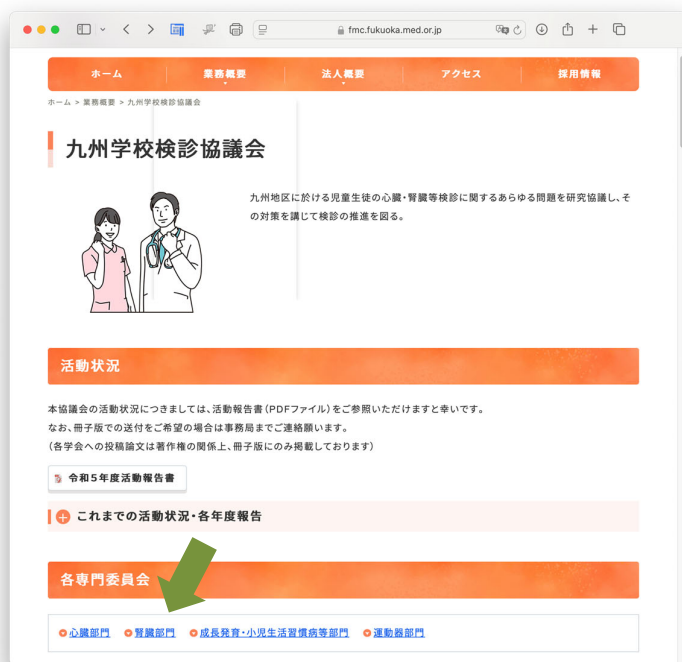 fmc.fukuoka.med.or.jp
ホーム 業務概要 法人概要 アクセス 採用情報
ホーム > 業務概要 > 九州学校検診協議会
九州学校検診協議会
九州地区に於ける児童生徒の心臓・腎臓等検診に関するあらゆる問題を研究協議し、そ
の対策を講じて検診の推進を図る。
活動状況
本協議会の活動状況につきましては、活動報告書(PDFファイル)をご参照いただけますと幸いです。
なお、冊子版での送付をご希望の場合は事務局までご連絡願います。
(各学会への投稿論文は著作権の関係上、冊子版にのみ掲載しております)
令和5年度活動報告書
これまでの活動状況・各年度報告
各専門委員会
心臓部門 腎臓部門 成長発育・小児生活習慣病等部門 運動器部門